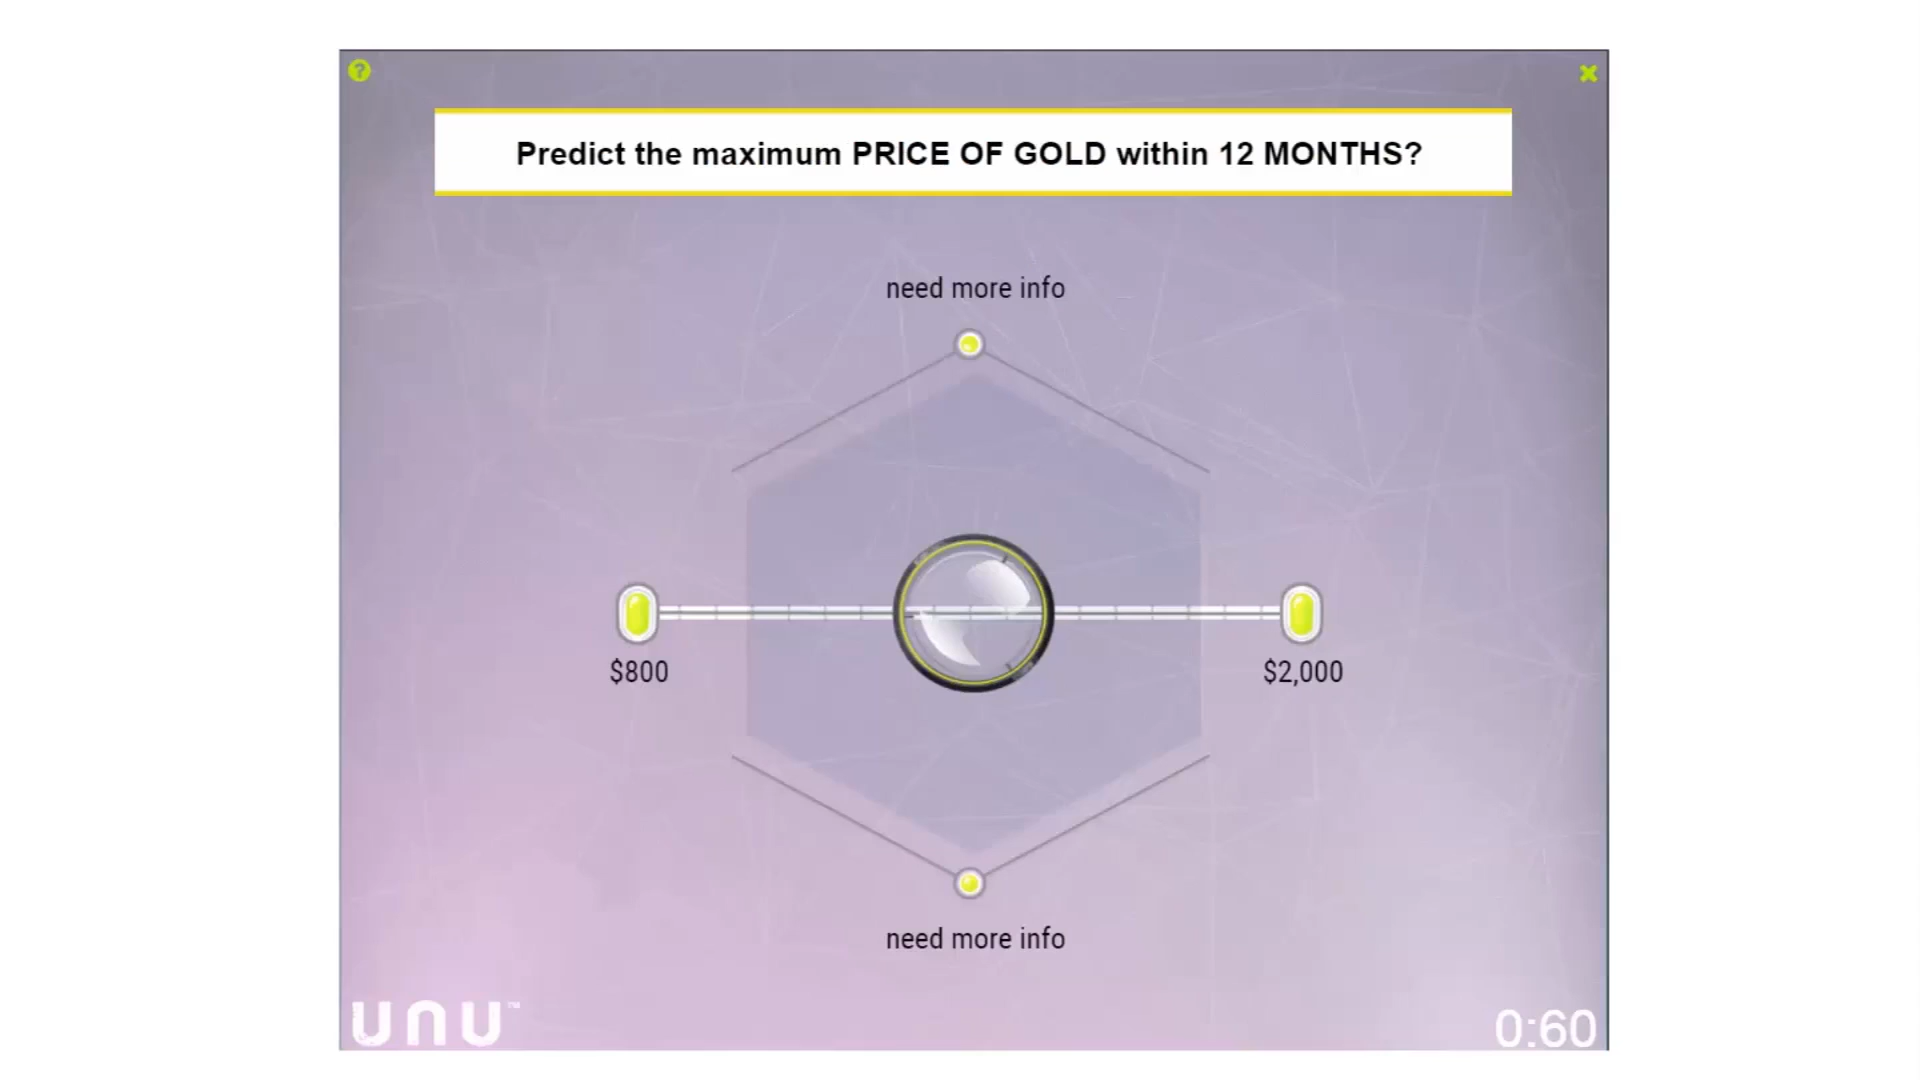 ?
Predict the maximum PRICE OF GOLD within 12 MONTHS?
need more info
$800
$2,000
need more info
unu™
0:60